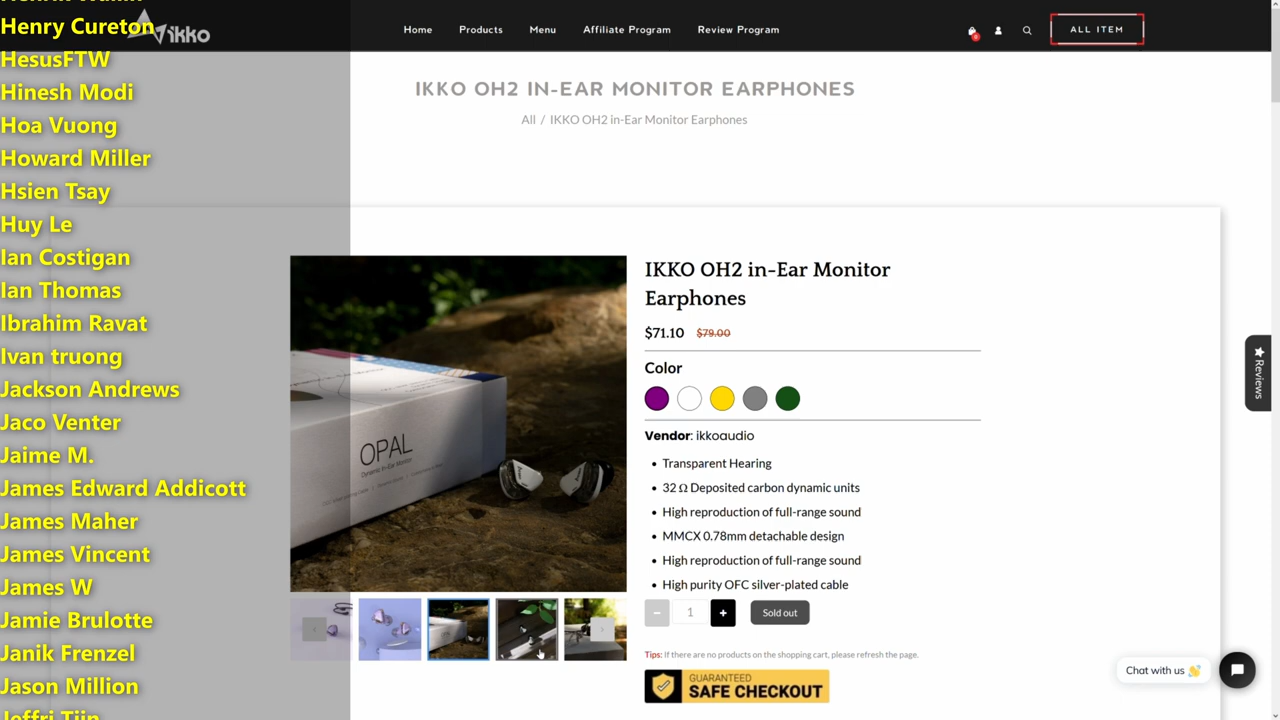 Henry Cureton
HesusFTW
Hinesh Modi
Hoa Vuong
Howard Miller
Hsien Tsay
Huy Le
Ian Costigan
Ian Thomas
Ibrahim Ravat
Ivan truong
Jackson Andrews
Jaco Venter
Jaime M.
James Edward Addicott
James Maher
James Vincent
James W
Jamie Brulotte
Janik Frenzel
Jason Million
Jeffri Tjin
ikko
Home
Products
Menu
Affiliate Program
Review Program
0
ALL ITEM
IKKO OH2 IN-EAR MONITOR EARPHONES
All / IKKO OH2 in-Ear Monitor Earphones
OPAL
IKKO OH2 in-Ear Monitor
Earphones
$71.10 $79.00
Color
Vendor: ikkoaudio
• Transparent Hearing
• 32 Ω Deposited carbon dynamic units
• High reproduction of full-range sound
• MMCX 0.78mm detachable design
• High reproduction of full-range sound
• High purity OFC silver-plated cable
− 1 + Sold out
Tips: If there are no products on the shopping cart, please refresh the page.
GUARANTEED
SAFE CHECKOUT
★ Reviews
Chat with us 👋